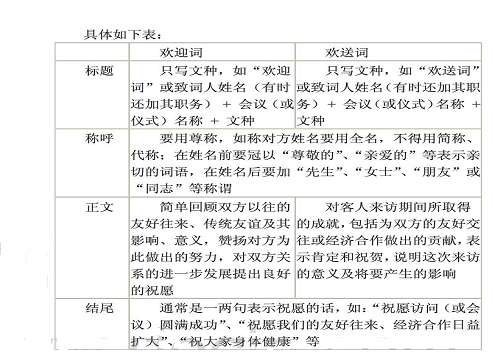 具体如下表：
欢迎词 欢送词
标题
只写文种，如“欢迎
词”或致词人姓名（有时
还加其职务）+ 会议（或
仪式）名称 + 文种
只写文种，如“欢送词”
或致词人姓名（有时还加其职
务）+ 会议（或仪式）名称 +
文种
称呼
要用尊称，如称对方姓名要用全名，不得用简称、
代称；在姓名前要冠以“尊敬的”、“亲爱的”等表示亲
切的词语，在姓名后要加“先生”、“女士”、“朋友”或
“同志”等称谓
正文
简单回顾双方以往的
友好往来、传统友谊及其
影响、意义，赞扬对方为
此做出的努力，对双方关
系的进一步发展提出良好
的祝愿
对客人来访期间所取得
的成就，包括为双方的友好交
往或经济合作做出的贡献，表
示肯定和祝贺，说明这次来访
的意义及将要产生的影响
结尾
通常是一两句表示祝愿的话，如：“祝愿访问（或会
议）圆满成功”、“祝愿我们的友好往来、经济合作日益
扩大”、“祝大家身体健康”等